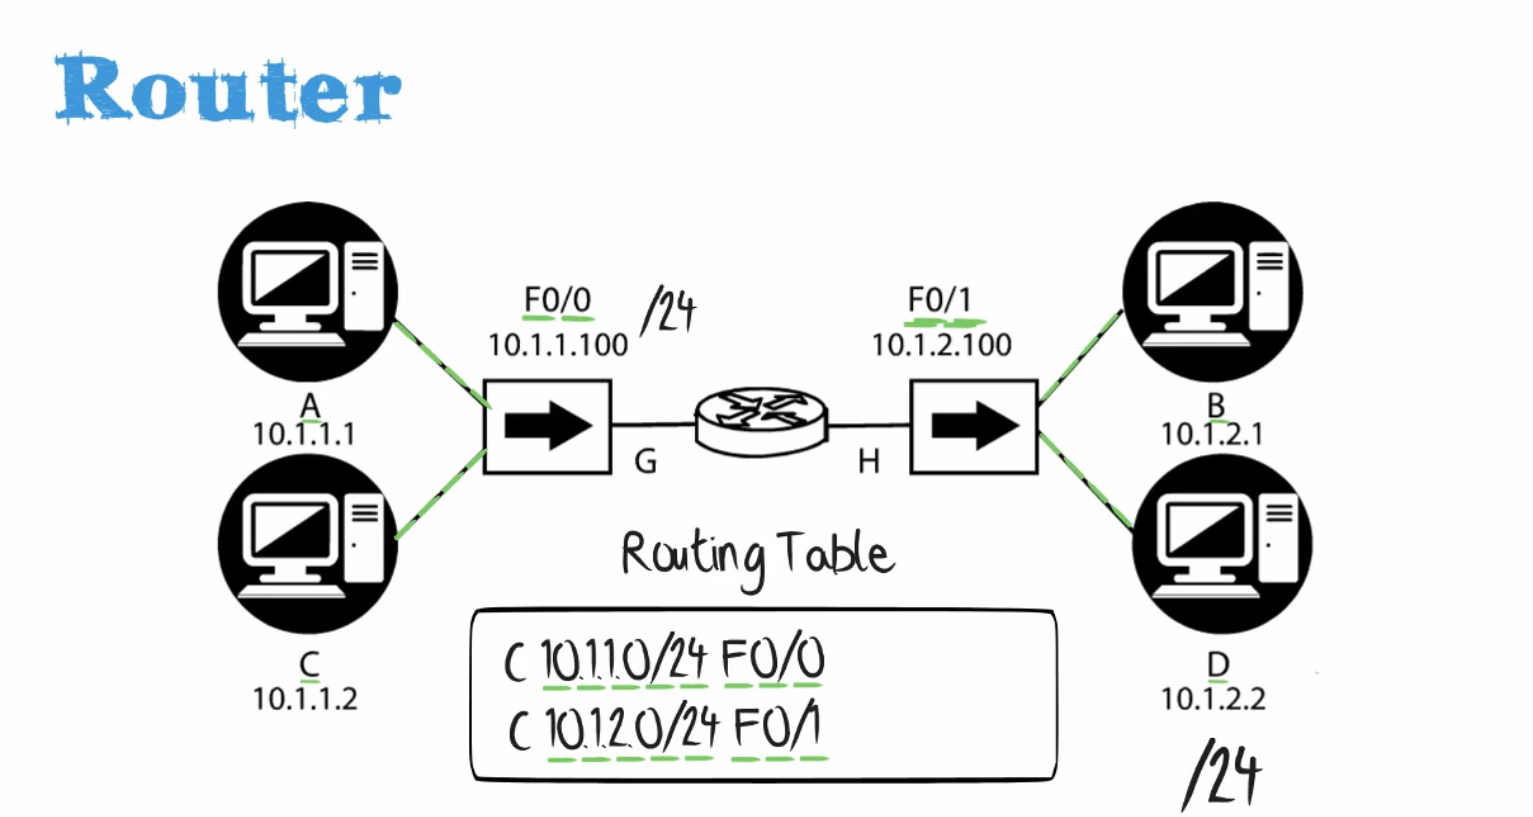 Router
F0/0
/24
10.1.1.100
F0/1
10.1.2.100
A
10.1.1.1
B
10.1.2.1
G
H
Routing Table
C 10.1.1.0/24 F0/0
C 10.1.2.0/24 F0/1
C
10.1.1.2
D
10.1.2.2
/24